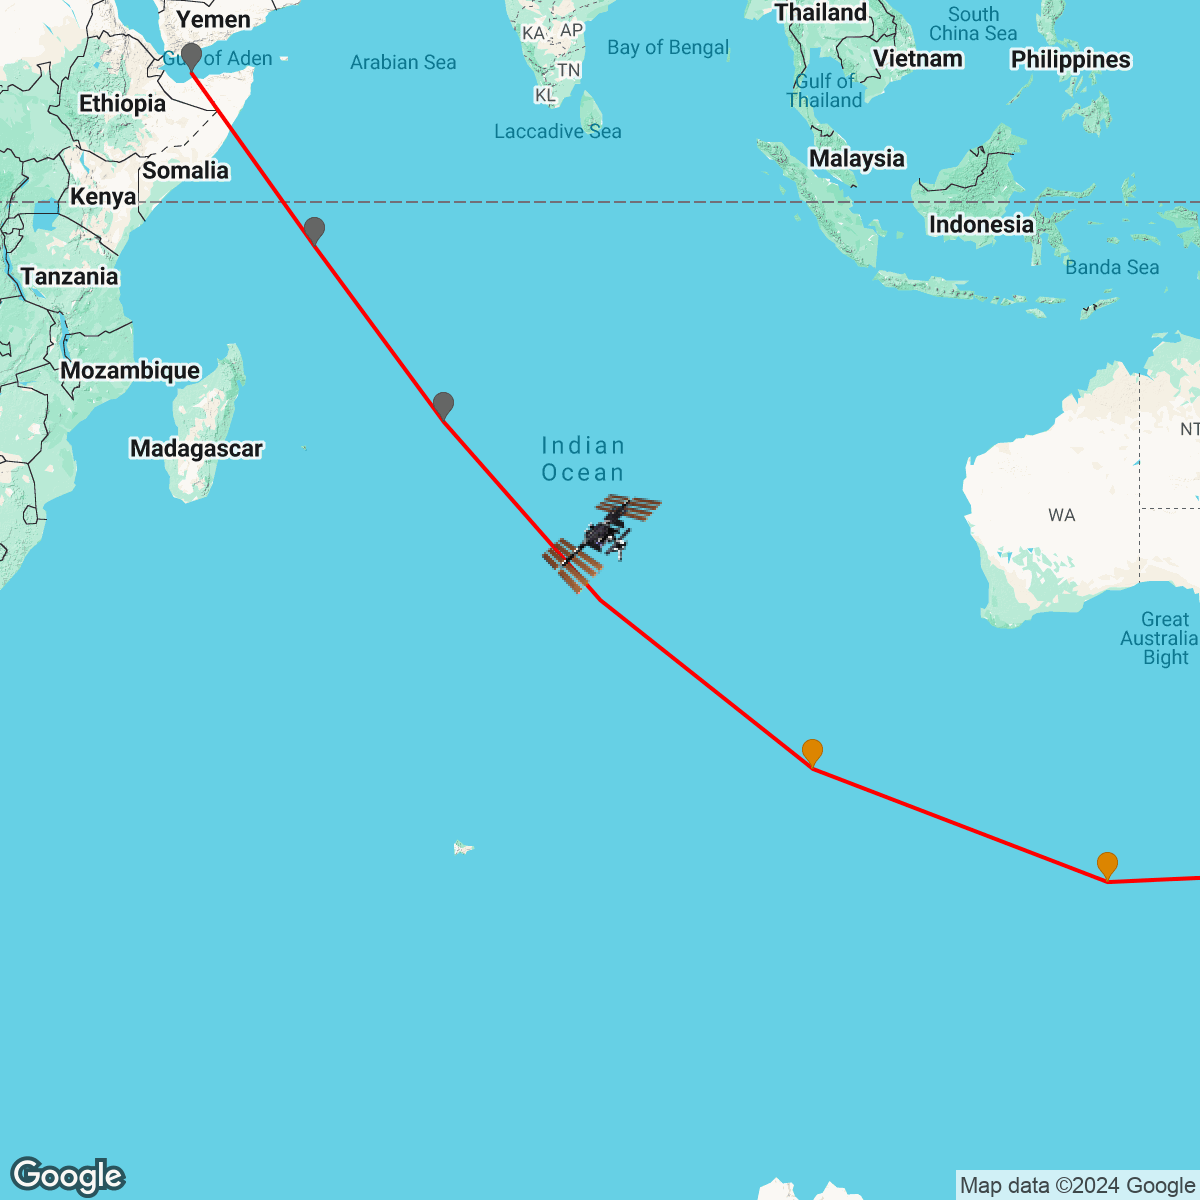 Thailand
South
China Sea
Yemen
KA
AP
Bay of Bengal
Gulf of Aden
Arabian Sea
Vietnam
Philippines
TN
Gulf of
Thailand
KL
Ethiopia
Laccadive Sea
Malaysia
Somalia
Kenya
Indonesia
Banda Sea
Tanzania
Mozambique
Madagascar
Indian
Ocean
NT
WA
Great
Australia
Bight
Google
Map data ©2024 Google